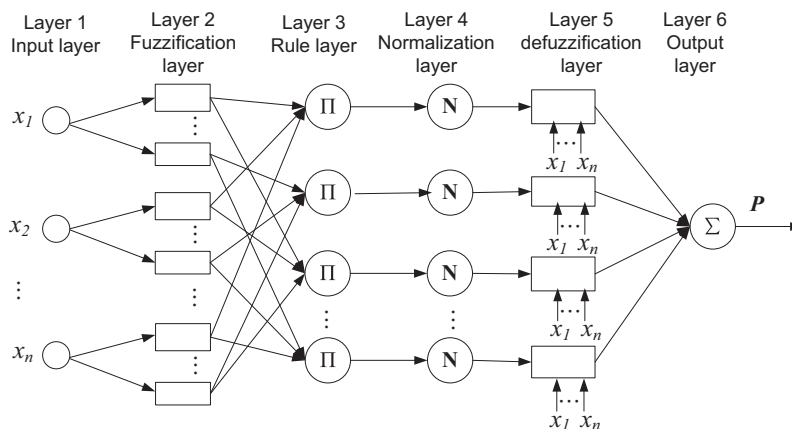 Layer 1
Input layer
Layer 2
Fuzzification
layer
Layer 3
Rule layer
Layer 4
Normalization
layer
Layer 5
defuzzification
layer
Layer 6
Output
layer
x1
x2
⋮
xn
⋮
⋮
⋮
⋮
Π
Π
Π
⋮
Π
N
N
N
⋮
N
x1 ... xn
x1 ... xn
x1 ... xn
x1 ... xn
Σ
P